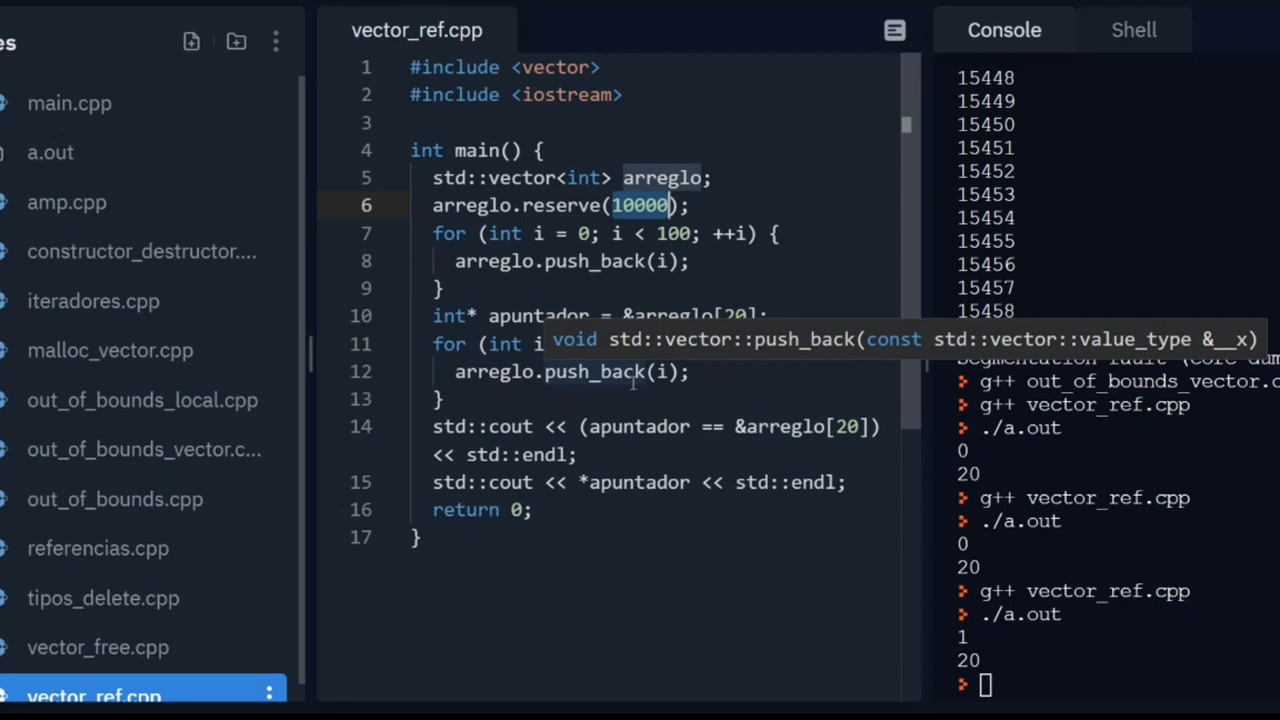 es
main.cpp
a.out
amp.cpp
constructor_destructor....
iteradores.cpp
malloc_vector.cpp
out_of_bounds_local.cpp
out_of_bounds_vector.c...
out_of_bounds.cpp
referencias.cpp
tipos_delete.cpp
vector_free.cpp
vector_ref.cpp
vector_ref.cpp
1 #include <vector>
2 #include <iostream>
3
4 int main() {
5 std::vector<int> arreglo;
6 arreglo.reserve(10000);
7 for (int i = 0; i < 100; ++i) {
8 arreglo.push_back(i);
9 }
10 int* apuntador = &arreglo[20];
11 for (int i
void std::vector::push_back(const std::vector::value_type &__x)
12 arreglo.push_back(i);
13 }
14 std::cout << (apuntador == &arreglo[20])
<< std::endl;
15 std::cout << *apuntador << std::endl;
16 return 0;
17 }
Console Shell
15448
15449
15450
15451
15452
15453
15454
15455
15456
15457
15458
Segmentation fault (core dum
g++ out_of_bounds_vector.c
g++ vector_ref.cpp
./a.out
0
20
g++ vector_ref.cpp
./a.out
0
20
g++ vector_ref.cpp
./a.out
1
20